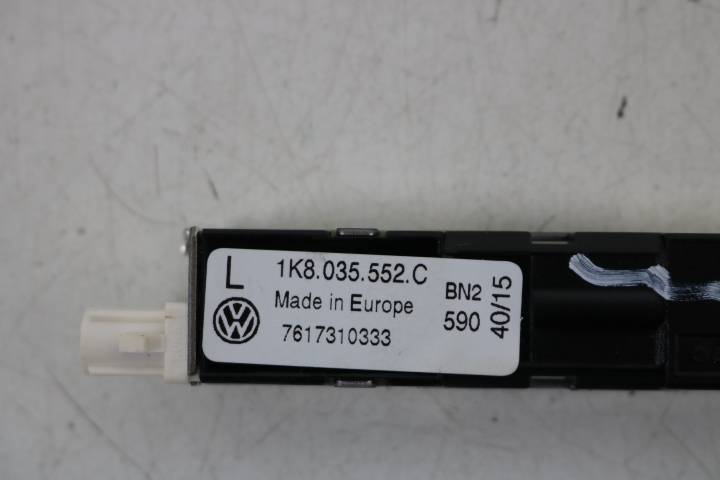 L 1K8.035.552.C
Made in Europe
7617310333
BN2
590
40/15